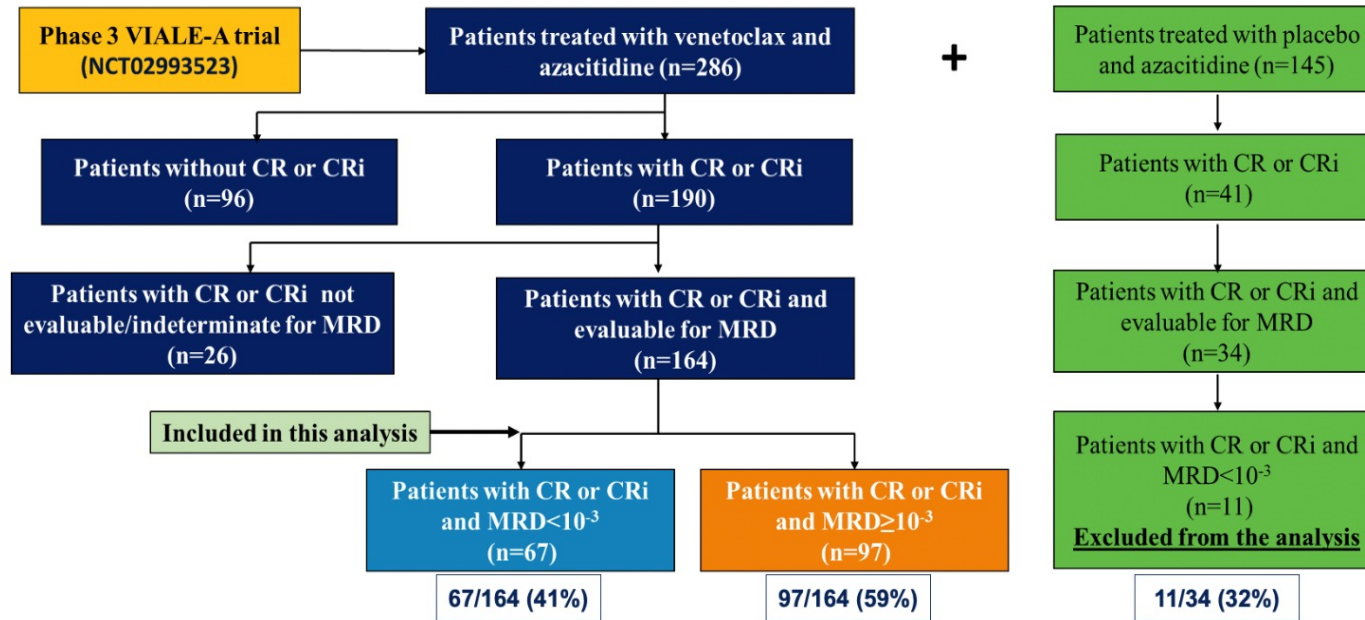 Phase 3 VIALE-A trial
(NCT02993523)
Patients treated with venetoclax and
azacitidine (n=286)
+
Patients treated with placebo
and azacitidine (n=145)
Patients without CR or CRi
(n=96)
Patients with CR or CRi
(n=190)
Patients with CR or CRi
(n=41)
Patients with CR or CRi  not
evaluable/indeterminate for MRD
(n=26)
Patients with CR or CRi and
evaluable for MRD
(n=164)
Patients with CR or CRi and
evaluable for MRD
(n=34)
Included in this analysis
Patients with CR or CRi
and MRD<10⁻³
(n=67)
Patients with CR or CRi
and MRD≥10⁻³
(n=97)
Patients with CR or CRi and
MRD<10⁻³
(n=11)
Excluded from the analysis
67/164 (41%)
97/164 (59%)
11/34 (32%)